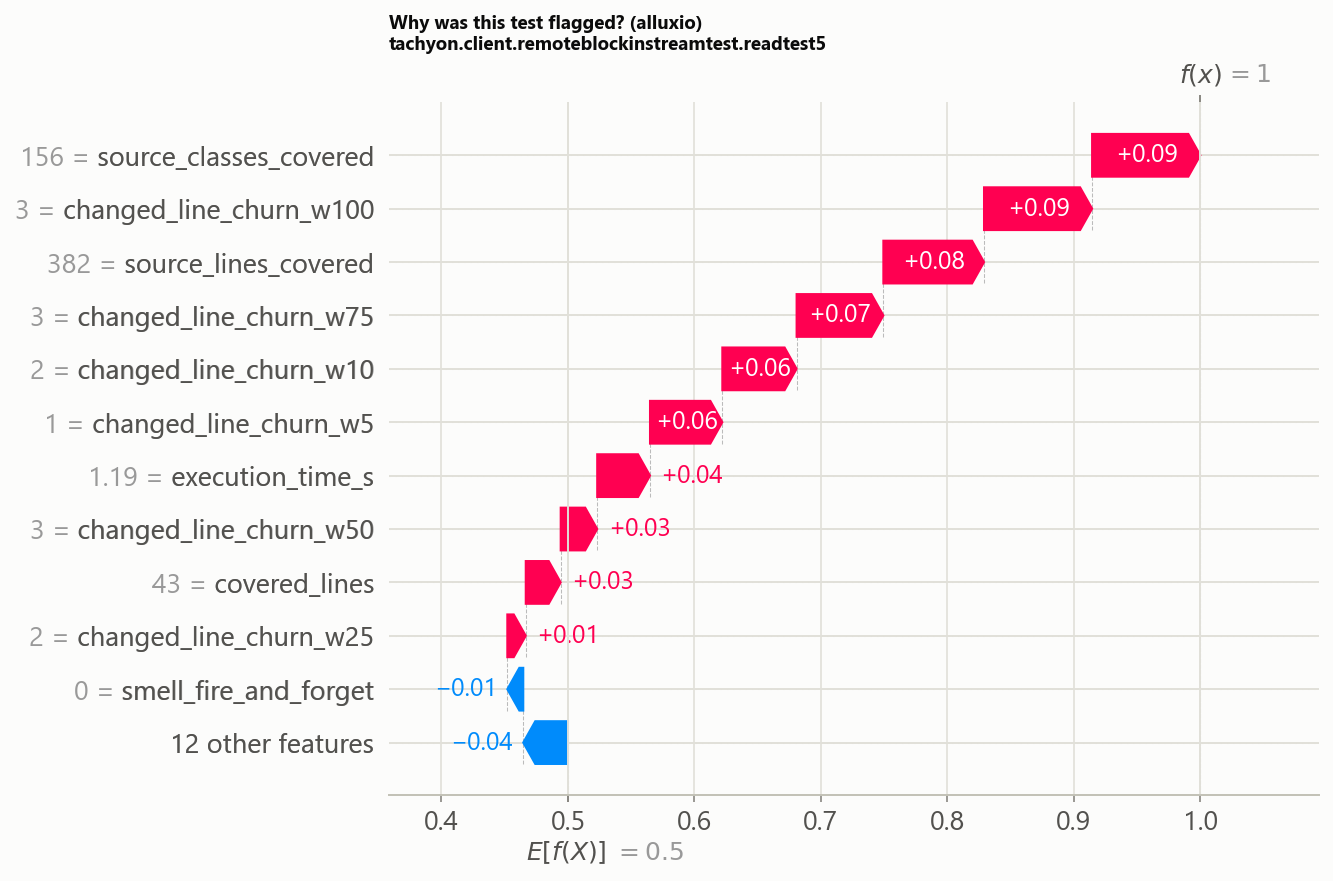 Why was this test flagged? (alluxio)
tachyon.client.remoteblockinstreamtest.readtest5
f(x) = 1
156 = source_classes_covered +0.09
3 = changed_line_churn_w100 +0.09
382 = source_lines_covered +0.08
3 = changed_line_churn_w75 +0.07
2 = changed_line_churn_w10 +0.06
1 = changed_line_churn_w5 +0.06
1.19 = execution_time_s +0.04
3 = changed_line_churn_w50 +0.03
43 = covered_lines +0.03
2 = changed_line_churn_w25 +0.01
0 = smell_fire_and_forget −0.01
12 other features −0.04
0.4 0.5 0.6 0.7 0.8 0.9 1.0
E[f(X)] = 0.5